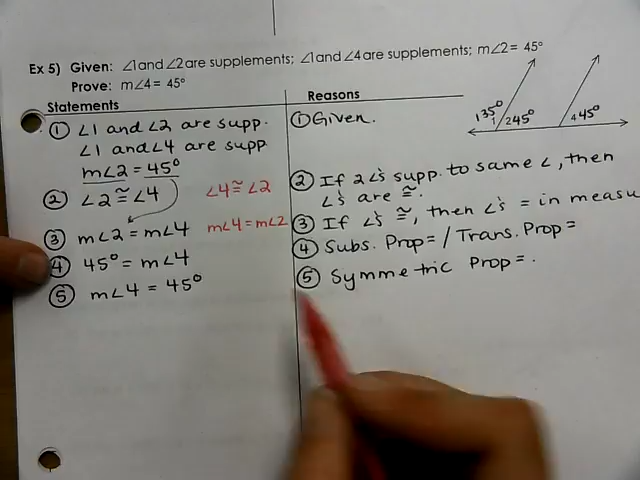 Ex 5) Given: ∠1 and ∠2 are supplements; ∠1 and ∠4 are supplements; m∠2 = 45°
Prove: m∠4 = 45°
Statements
Reasons
① ∠1 and ∠2 are supp.
∠1 and ∠4 are supp
m∠2 = 45°
② ∠2 ≅ ∠4
∠4 ≅ ∠2
③ m∠2 = m∠4
m∠4 = m∠2
④ 45° = m∠4
⑤ m∠4 = 45°
① Given.
② If 2 ∠'s supp. to same ∠, then
∠'s are ≅.
③ If ∠'s ≅, then ∠'s = in measu
④ Subs. Prop = / Trans. Prop =
⑤ Symmetric Prop = .
135°
1
2 45°
4 45°